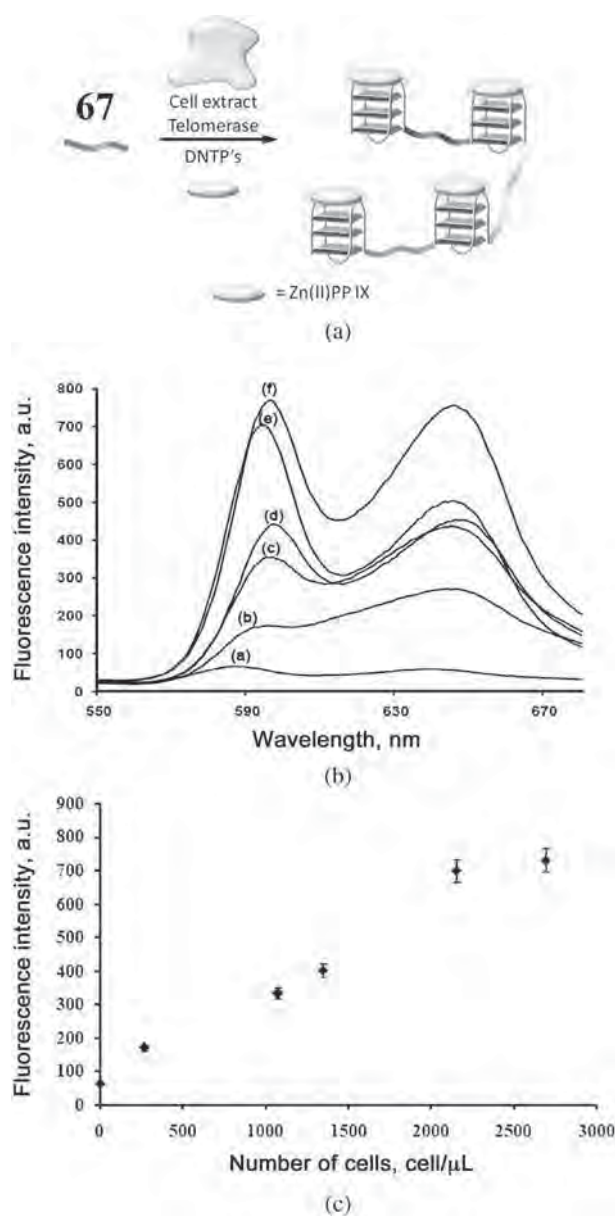 67
Cell extract
Telomerase
DNTP's
= Zn(II)PP IX
(a)
Fluorescence intensity, a.u.
800
700
600
500
400
300
200
100
0
(f)
(e)
(d)
(c)
(b)
(a)
550
590
630
670
Wavelength, nm
(b)
Fluorescence intensity, a.u.
900
800
700
600
500
400
300
200
100
0
0
500
1000
1500
2000
2500
3000
Number of cells, cell/μL
(c)